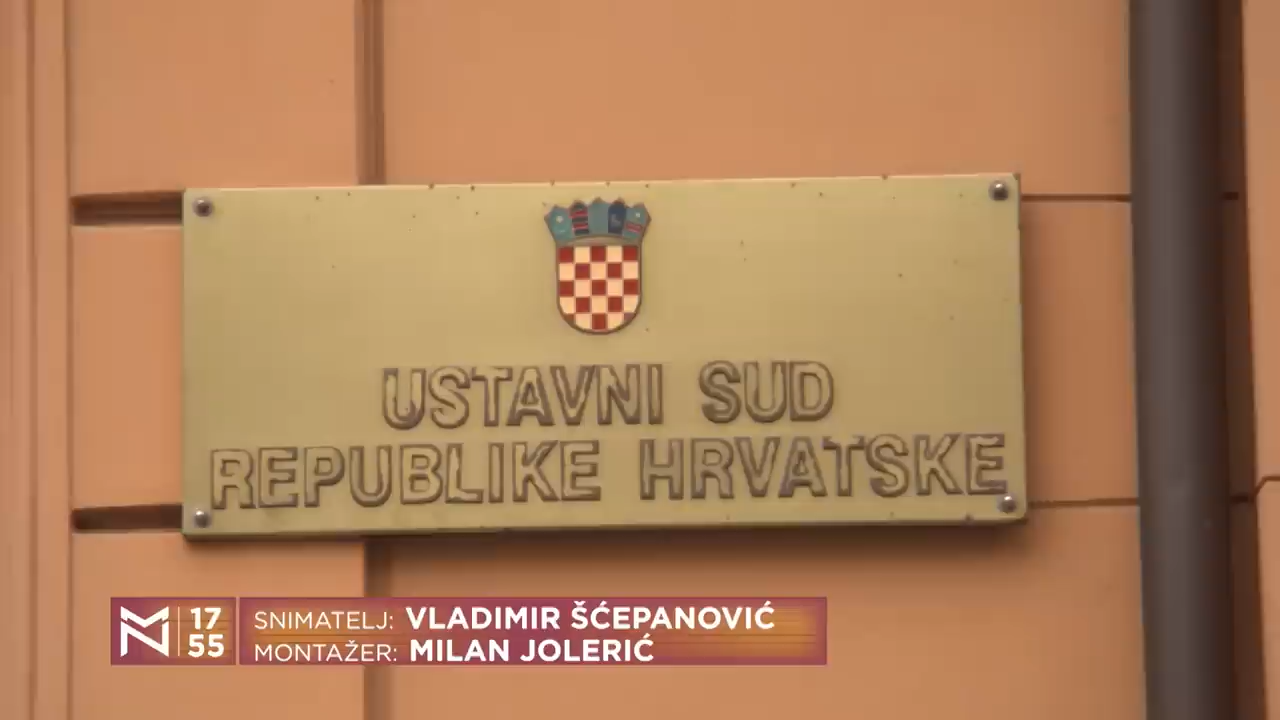 USTAVNI SUD
REPUBLIKE HRVATSKE
17
55
SNIMATELJ: VLADIMIR ŠĆEPANOVIĆ
MONTAŽER: MILAN JOLERIĆ